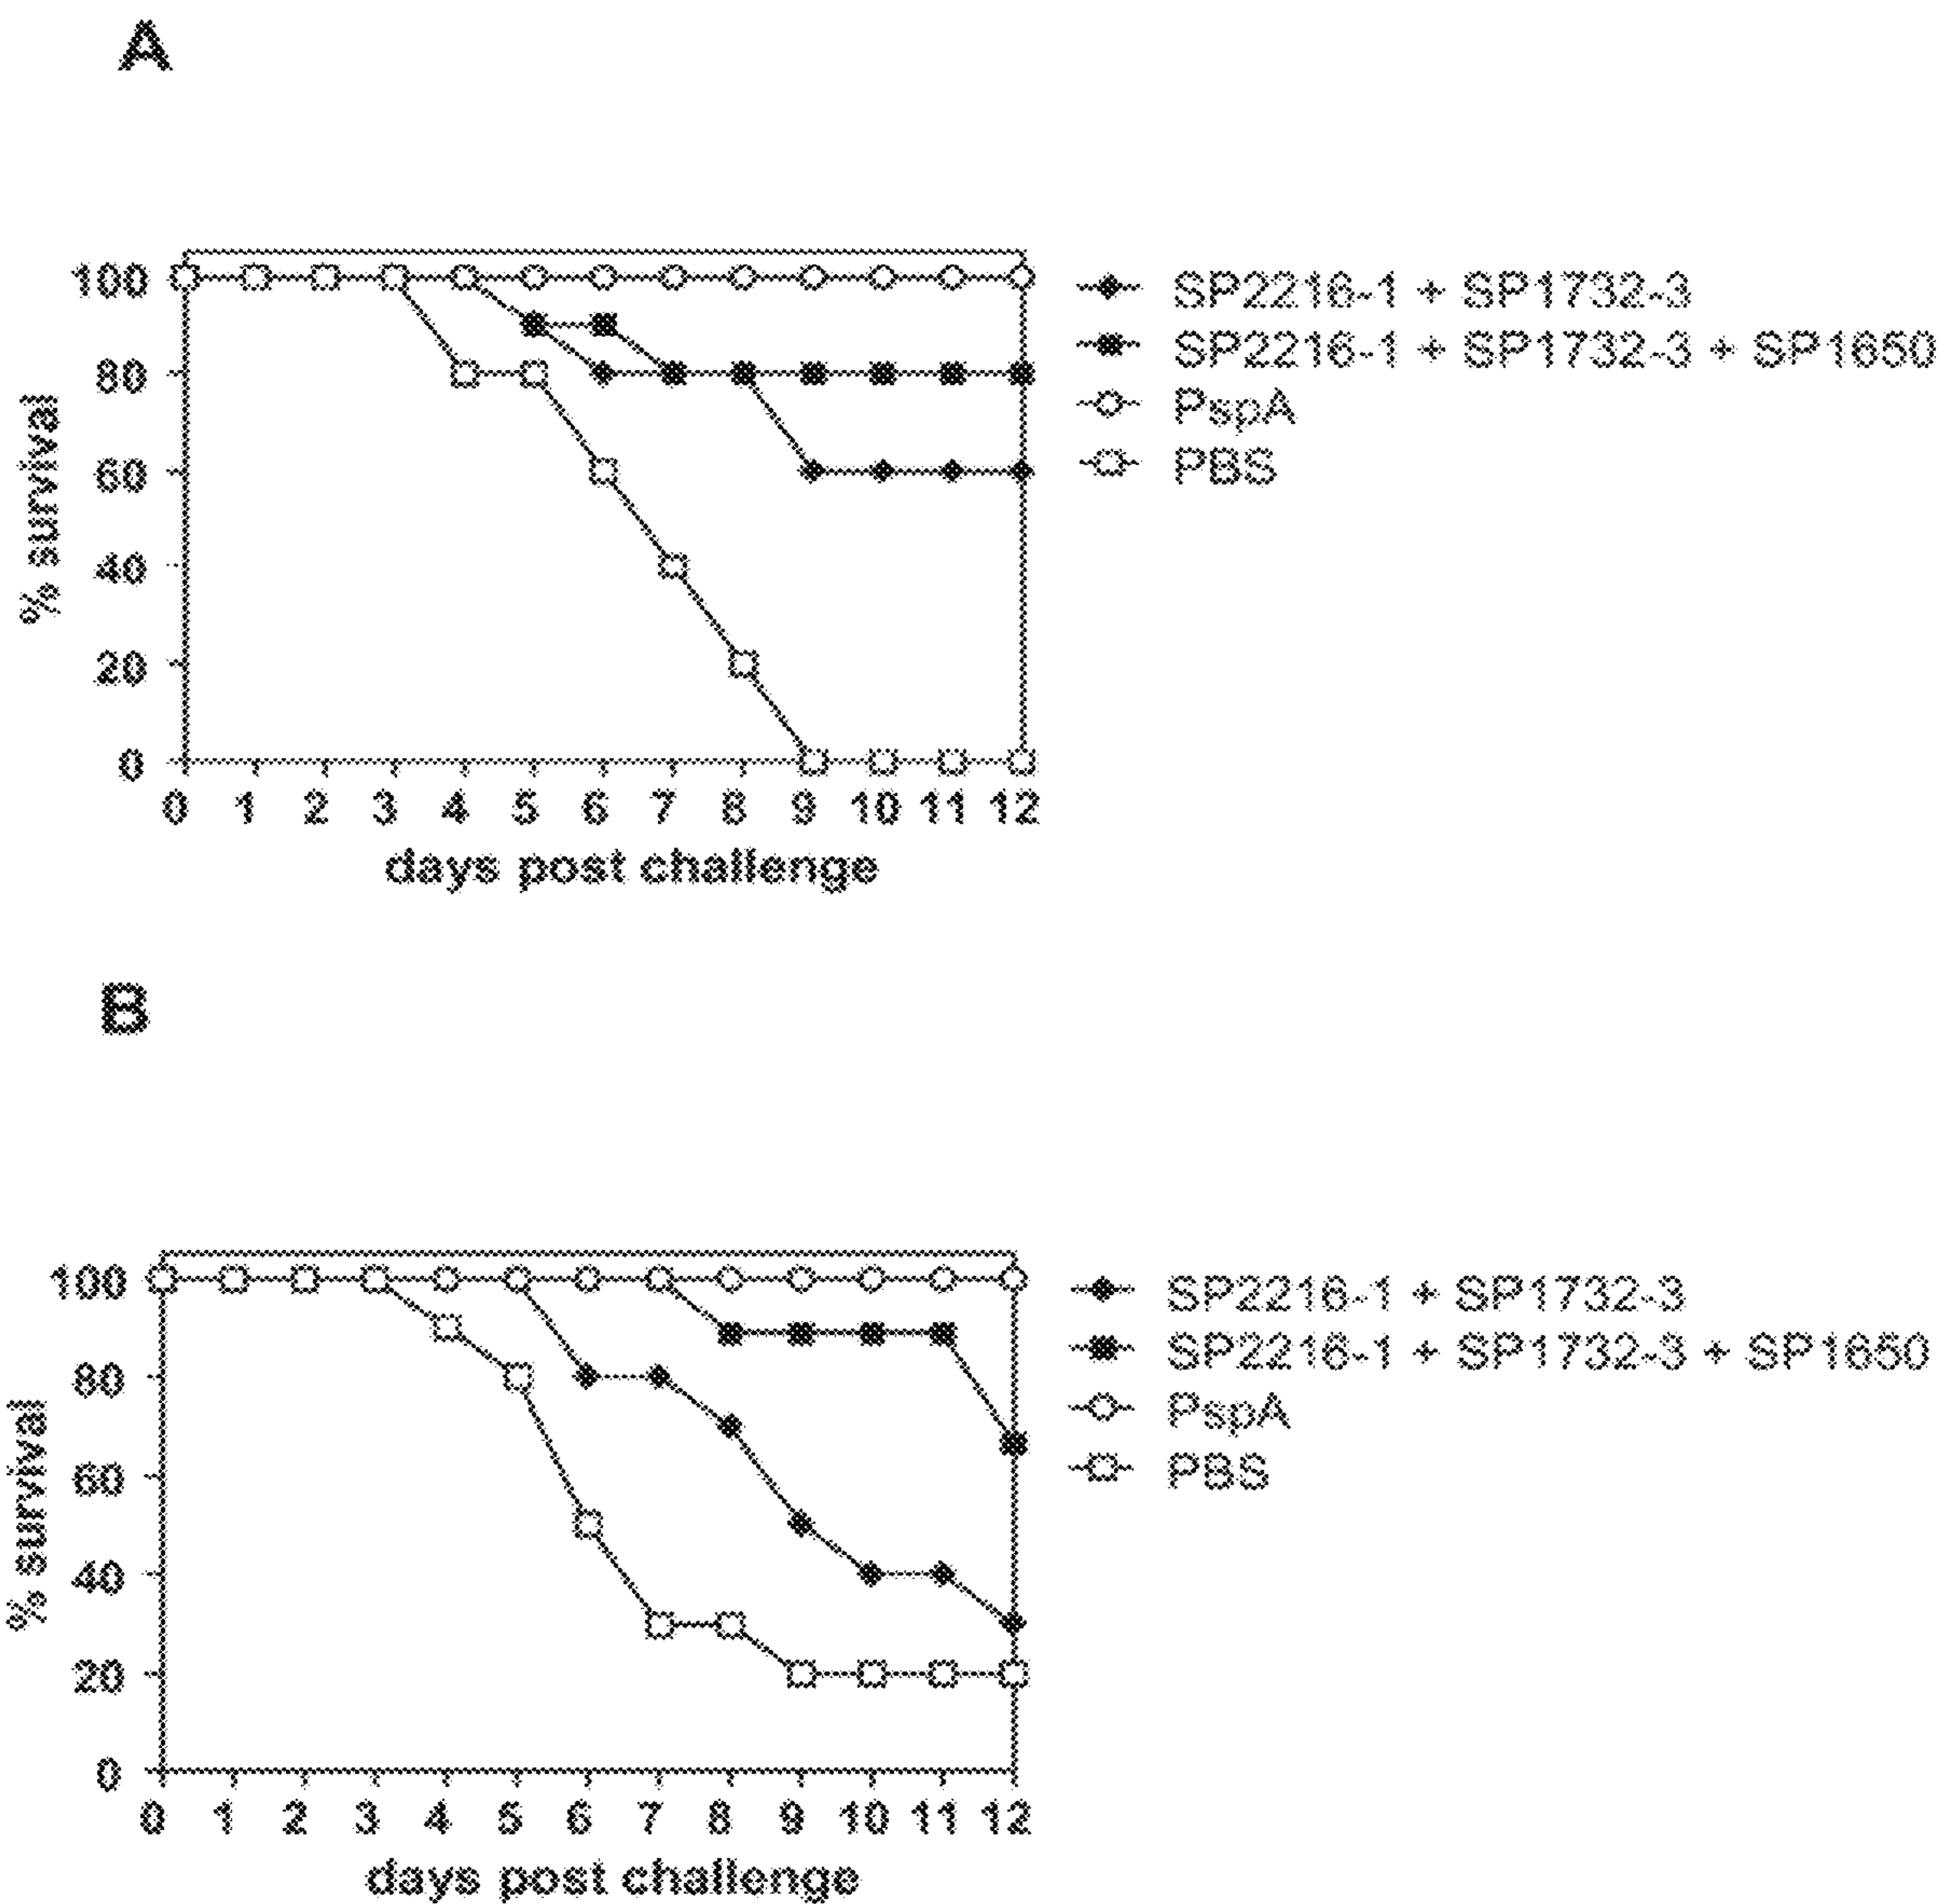 A
100
80
60
40
20
0
% survival
0 1 2 3 4 5 6 7 8 9 10 11 12
days post challenge
SP2216-1 + SP1732-3
SP2216-1 + SP1732-3 + SP1650
PspA
PBS
B
100
80
60
40
20
0
% survival
0 1 2 3 4 5 6 7 8 9 10 11 12
days post challenge
SP2216-1 + SP1732-3
SP2216-1 + SP1732-3 + SP1650
PspA
PBS